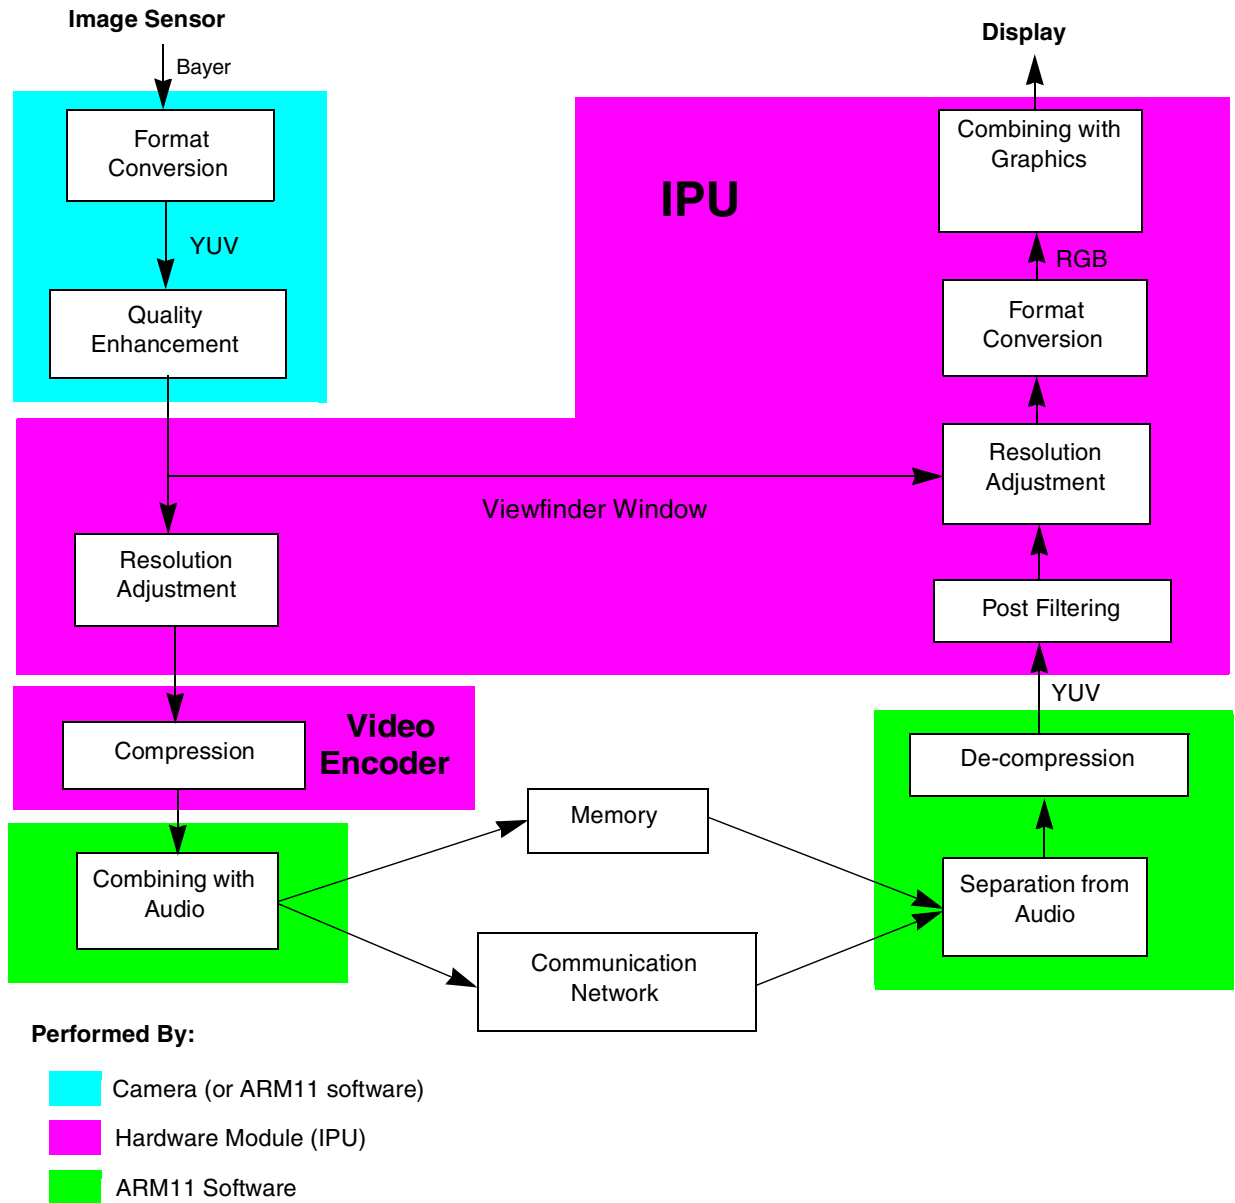 Image Sensor
Bayer
Format
Conversion
YUV
Quality
Enhancement
Display
Combining with
Graphics
IPU
RGB
Format
Conversion
Resolution
Adjustment
Viewfinder Window
Resolution
Adjustment
Post Filtering
YUV
Compression
Video
Encoder
De-compression
Memory
Combining with
Audio
Separation from
Audio
Communication
Network
Performed By:
Camera (or ARM11 software)
Hardware Module (IPU)
ARM11 Software